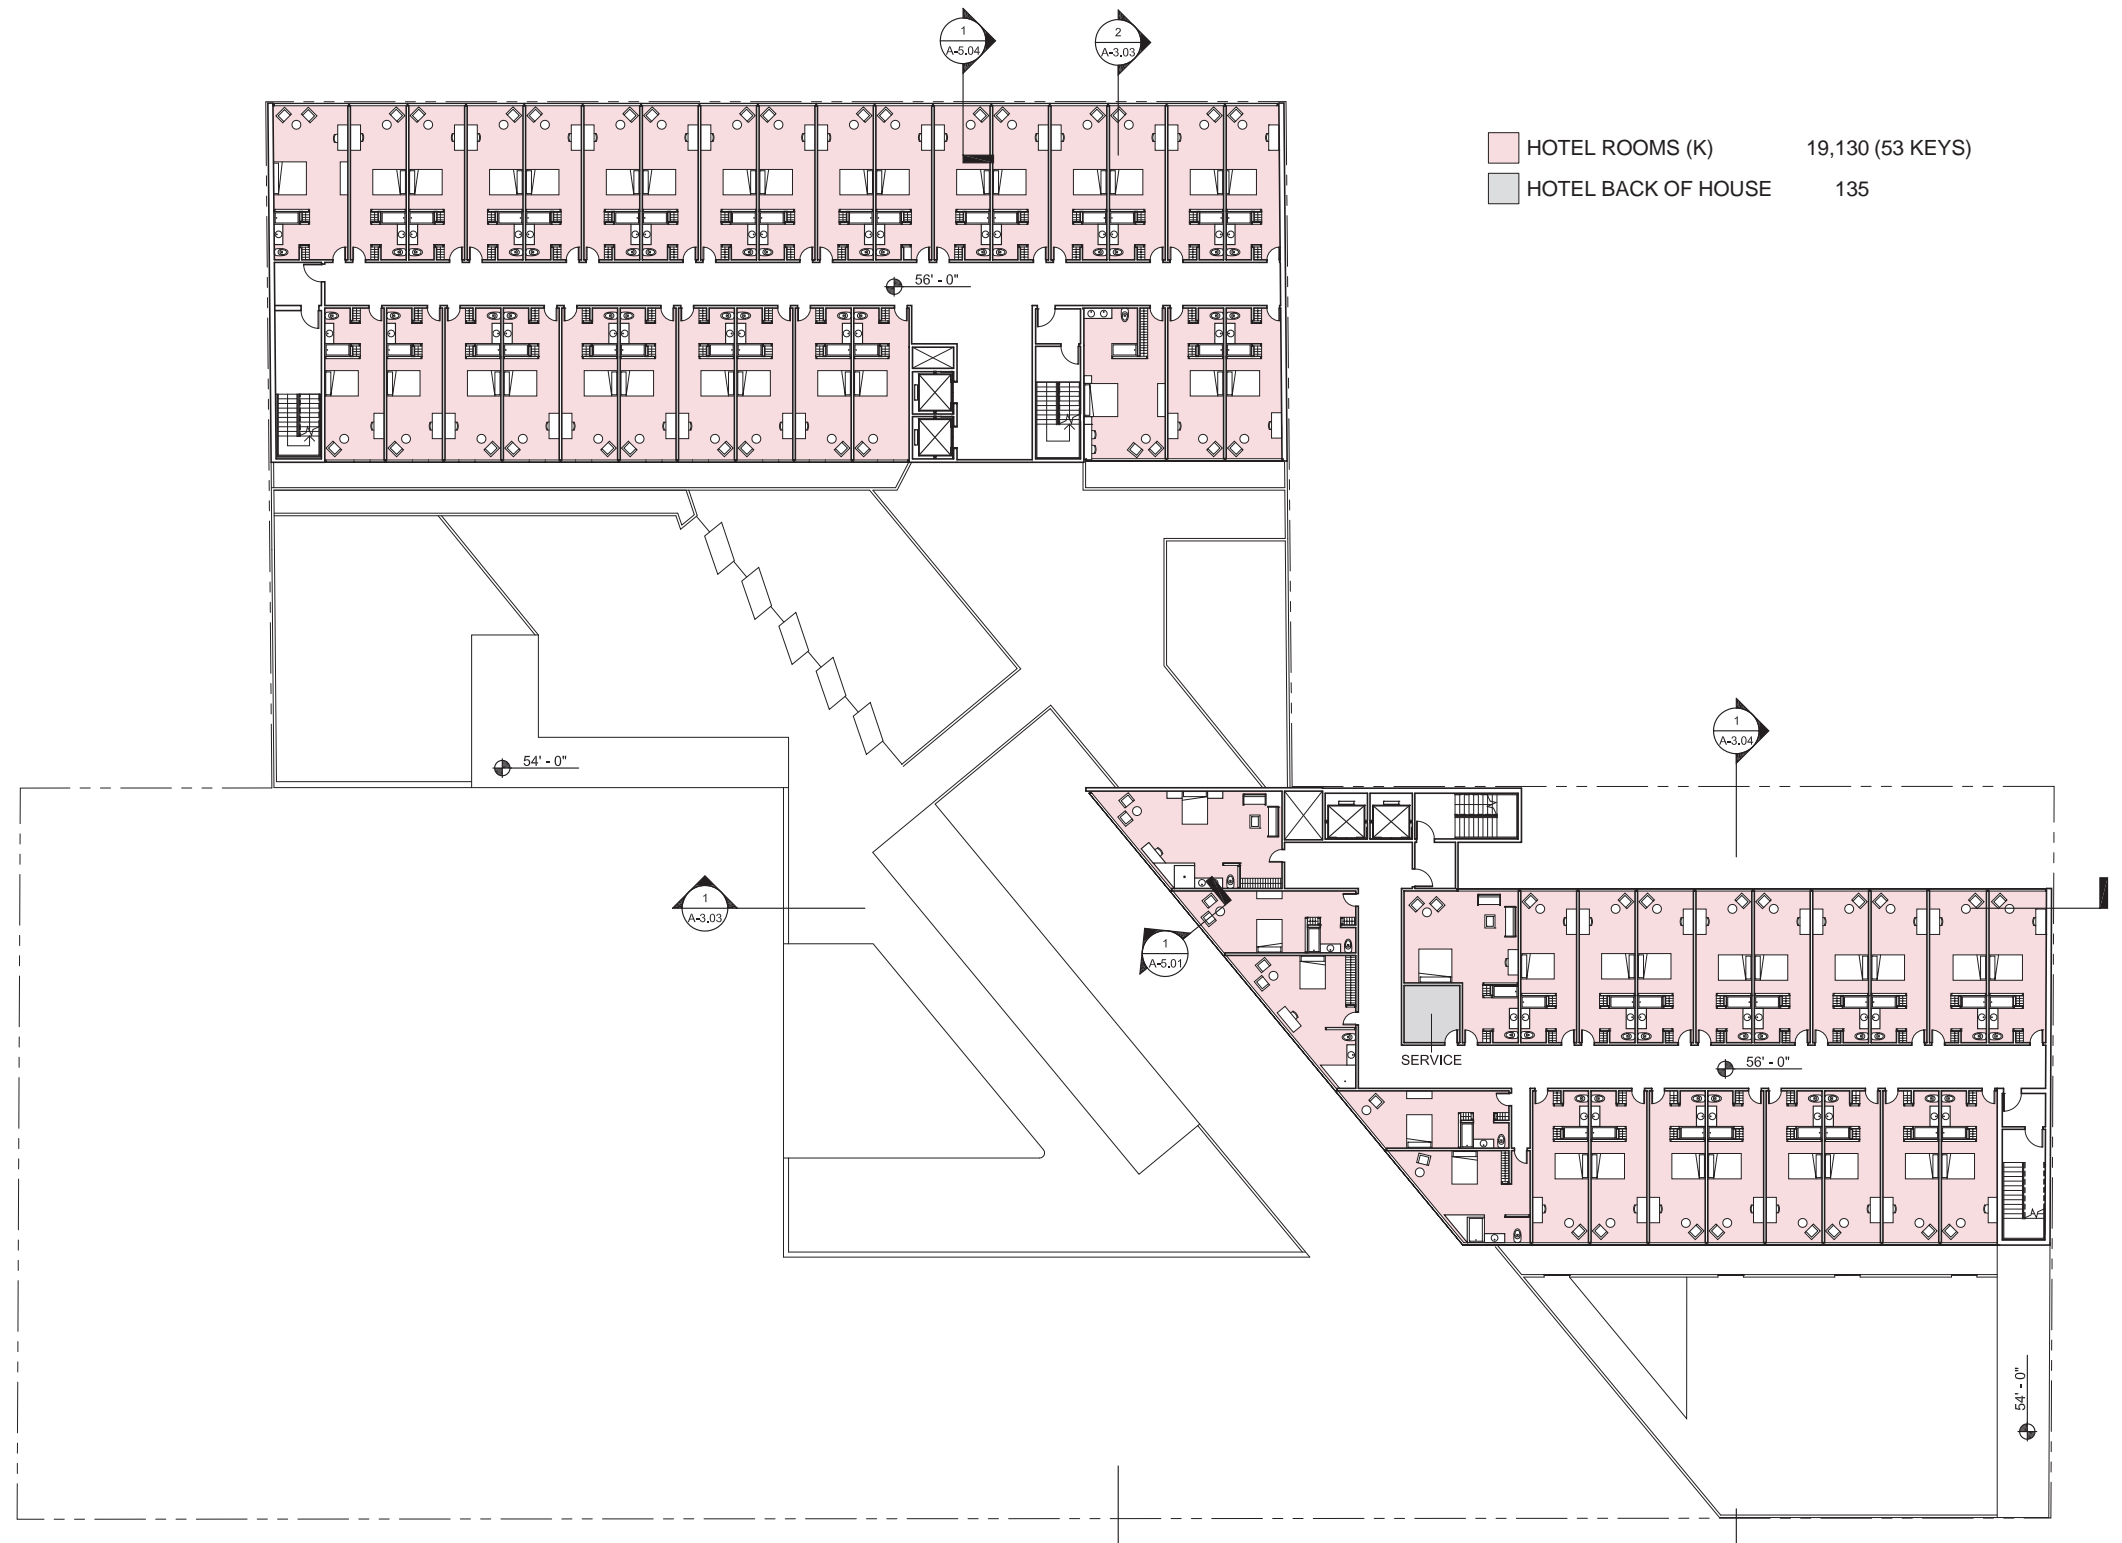 1
A-5.04
2
A-3.03
HOTEL ROOMS (K) 19,130 (53 KEYS)
HOTEL BACK OF HOUSE 135
56' - 0"
1
A-3.04
54' - 0"
1
A-3.03
1
A-5.01
SERVICE
56' - 0"
54' - 0"